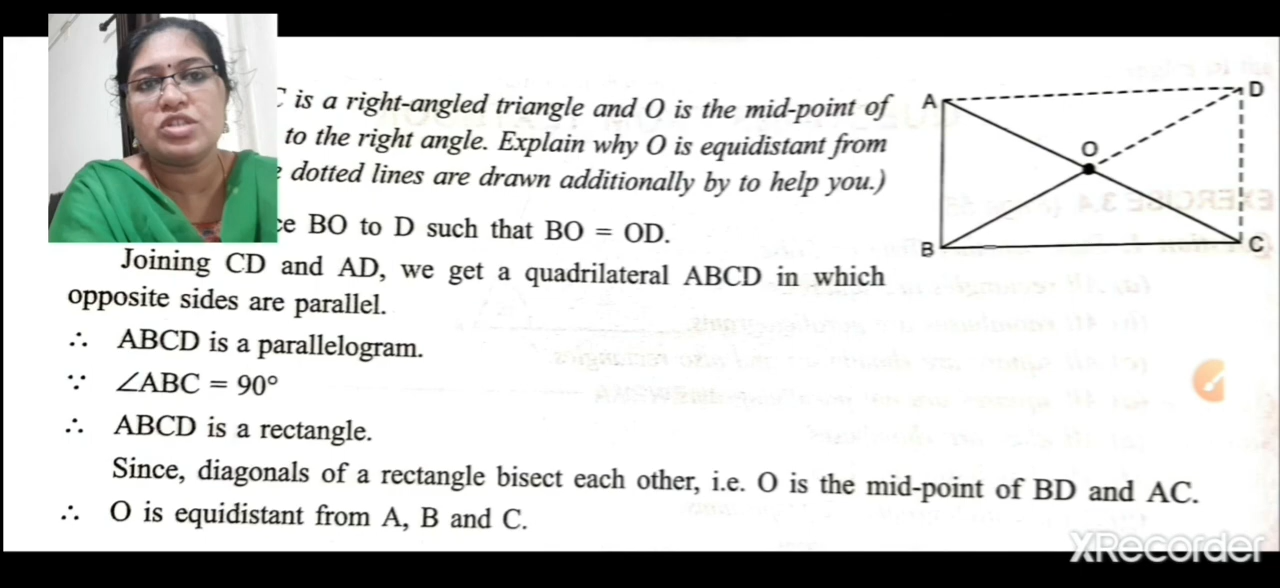 is a right-angled triangle and O is the mid-point of
to the right angle. Explain why O is equidistant from
dotted lines are drawn additionally by to help you.)
BO to D such that BO = OD.
Joining CD and AD, we get a quadrilateral ABCD in which
opposite sides are parallel.
∴ ABCD is a parallelogram.
∵ ∠ABC = 90°
∴ ABCD is a rectangle.
Since, diagonals of a rectangle bisect each other, i.e. O is the mid-point of BD and AC.
∴ O is equidistant from A, B and C.
A
D
O
B
C
XRecorder